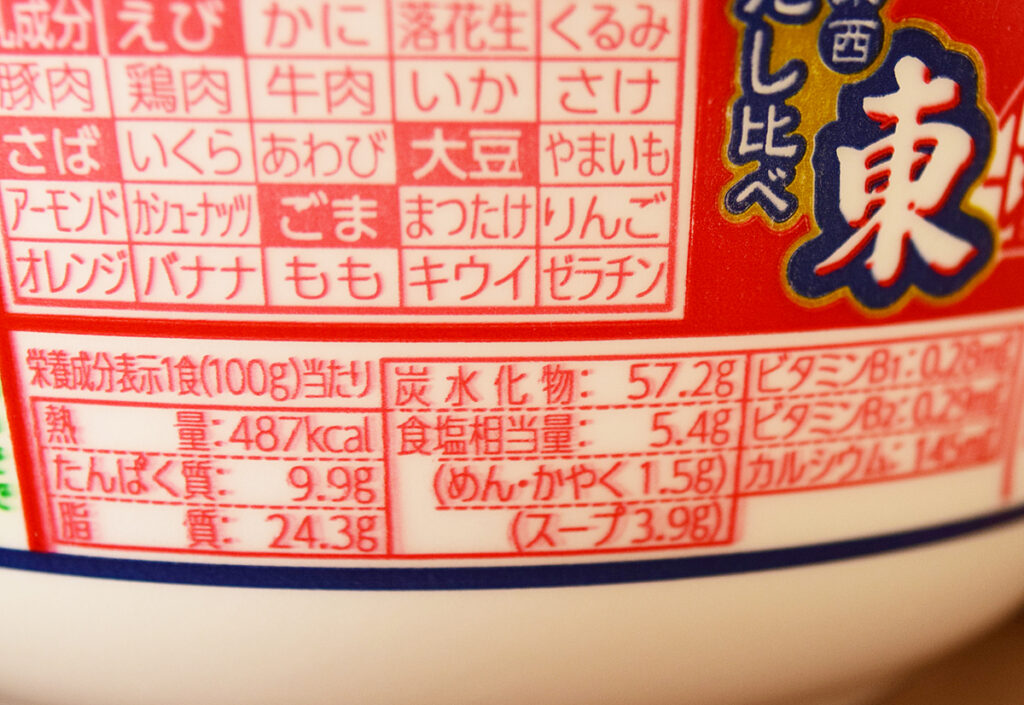 成分 えび かに 落花生 くるみ
豚肉 鶏肉 牛肉 いか さけ
さば いくら あわび 大豆 やまいも
アーモンド カシューナッツ ごま まつたけ りんご
オレンジ バナナ もも キウイ ゼラチン
栄養成分表示1食(100g)当たり
熱量: 487kcal
たんぱく質: 9.9g
脂質: 24.3g
炭水化物: 57.2g
食塩相当量: 5.4g
(めん・かやく 1.5g)
(スープ 3.9g)
ビタミンB1: 0.28mg
ビタミンB2: 0.29mg
カルシウム: 145mg
東西
だし比べ
東